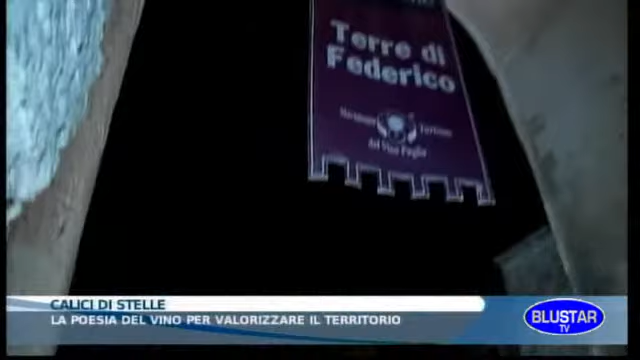 Terre di
Federico
Movimento Turismo
del Vino Puglia
CALICI DI STELLE
LA POESIA DEL VINO PER VALORIZZARE IL TERRITORIO
BLUSTAR
TV